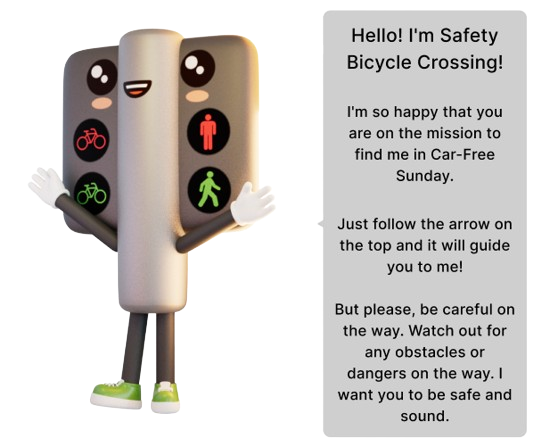 Hello! I'm Safety
Bicycle Crossing!
I'm so happy that you
are on the mission to
find me in Car-Free
Sunday.
Just follow the arrow on
the top and it will guide
you to me!
But please, be careful on
the way. Watch out for
any obstacles or
dangers on the way. I
want you to be safe and
sound.